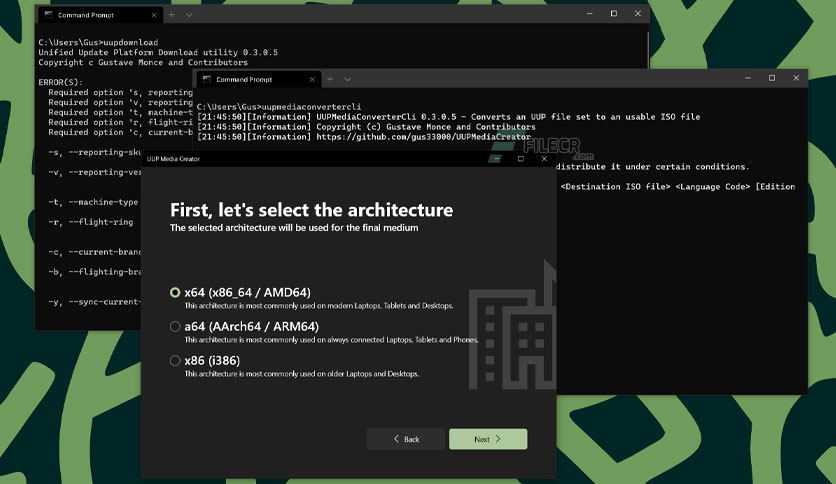 Command Prompt
C:\Users\Gus>uupdownload
Unified Update Platform Download utility 0.3.0.5
Copyright c Gustave Monce and Contributors
ERROR(S):
Required option 's, reporting
Required option 'v, reporting
Required option 't, machine-t
Required option 'r, flight-ri
Required option 'c, current-b
-s, --reporting-sk
-v, --reporting-ver
-t, --machine-type
-r, --flight-ring
-c, --current-branc
-b, --flighting-bra
-y, --sync-current-
Command Prompt
C:\Users\Gus>uupmediaconvertercli
[21:45:50][Information] UUPMediaConverterCli 0.3.0.5 - Converts an UUP file set to an usable ISO file
[21:45:50][Information] Copyright (c) Gustave Monce and Contributors
[21:45:50][Information] https://github.com/gus33000/UUPMediaCreator
FILECR
.com
distribute it under certain conditions.
<Destination ISO file> <Language Code> [Edition
UUP Media Creator
First, let's select the architecture
The selected architecture will be used for the final medium
x64 (x86_64 / AMD64)
This architecture is most commonly used on modern Laptops, Tablets and Desktops.
a64 (AArch64 / ARM64)
This architecture is most commonly used on always connected Laptops, Tablets and Phones.
x86 (i386)
This architecture is most commonly used on older Laptops and Desktops.
Back
Next